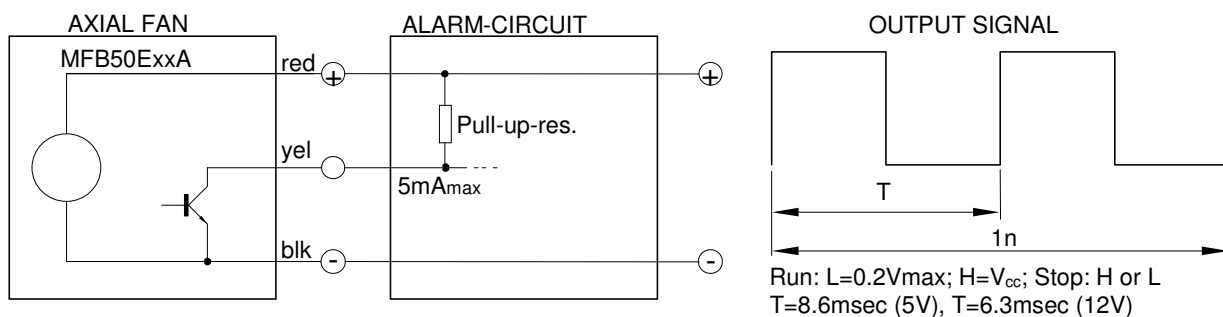 AXIAL FAN
MFB50ExxA
red
+
yel
blk
-
ALARM-CIRCUIT
Pull-up-res.
5mAmax
+
-
OUTPUT SIGNAL
T
1n
Run: L=0.2Vmax; H=Vcc; Stop: H or L
T=8.6msec (5V), T=6.3msec (12V)